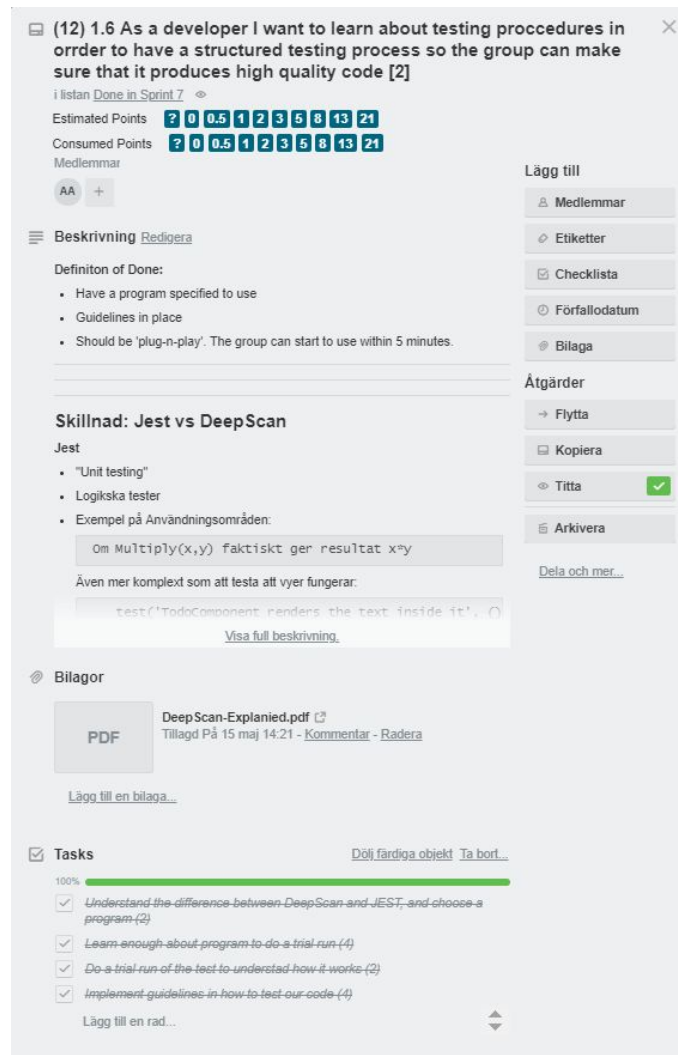 (12) 1.6 As a developer I want to learn about testing proccedures in
orrder to have a structured testing process so the group can make
sure that it produces high quality code [2]
i listan Done in Sprint 7
Estimated Points ? 0 0.5 1 2 3 5 8 13 21
Consumed Points ? 0 0.5 1 2 3 5 8 13 21
Medlemmar
AA +
Beskrivning Redigera
Definiton of Done:
• Have a program specified to use
• Guidelines in place
• Should be 'plug-n-play'. The group can start to use within 5 minutes.
Skillnad: Jest vs DeepScan
Jest
• "Unit testing"
• Logikska tester
• Exempel på Användningsområden:
Om Multiply(x,y) faktiskt ger resultat x*y
Även mer komplext som att testa att vyer fungerar:
test('TodoComponent renders the text inside it', ()
Visa full beskrivning.
Bilagor
PDF
DeepScan-Explanied.pdf
Tillagd På 15 maj 14:21 - Kommentar - Radera
Lägg till en bilaga...
Tasks Dölj färdiga objekt Ta bort...
100%
Understand the difference between DeepScan and JEST, and choose a
program (2)
Learn enough about program to do a trial run (4)
Do a trial run of the test to understad how it works (2)
Implement guidelines in how to test our code (4)
Lägg till en rad...
Lägg till
Medlemmar
Etiketter
Checklista
Förfallodatum
Bilaga
Åtgärder
Flytta
Kopiera
Titta
Arkivera
Dela och mer...